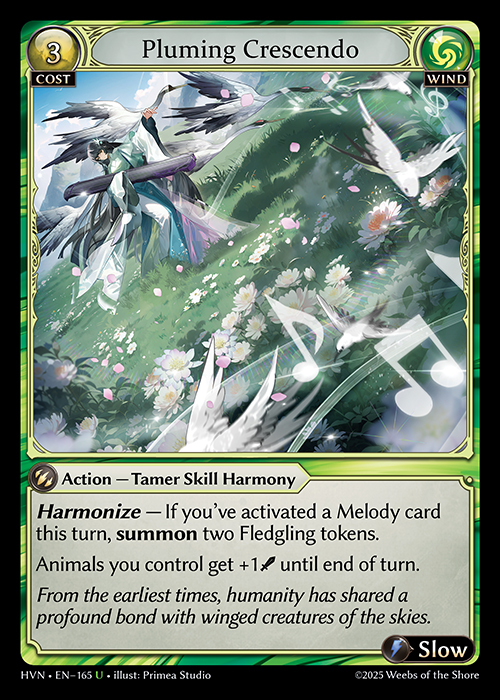 3
Pluming Crescendo
COST
WIND
Action — Tamer Skill Harmony
Harmonize — If you've activated a Melody card
this turn, summon two Fledgling tokens.
Animals you control get +1 until end of turn.
From the earliest times, humanity has shared a
profound bond with winged creatures of the skies.
Slow
HVN • EN-165 U • illust: Primea Studio
©2025 Weebs of the Shore